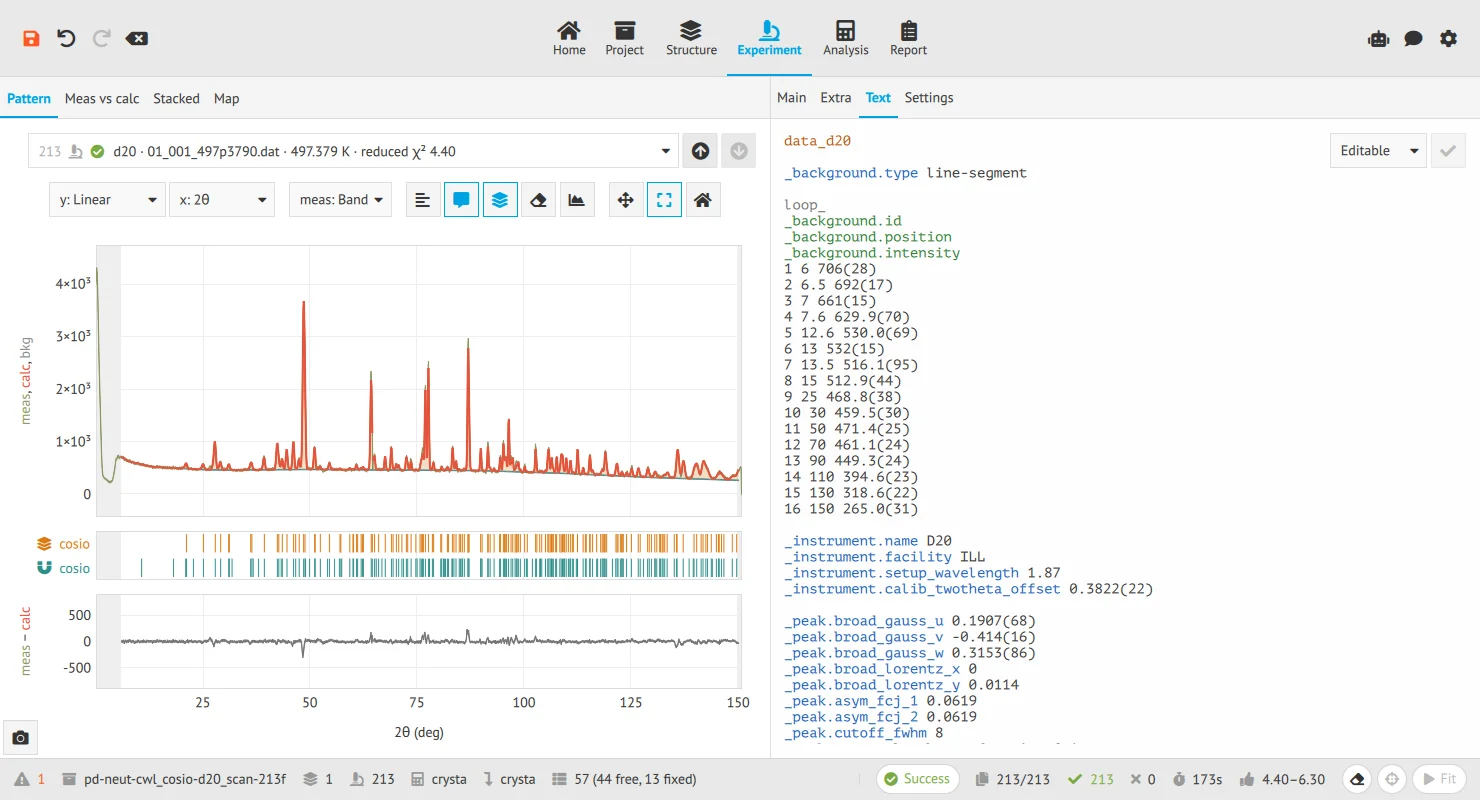 Home Project Structure Experiment Analysis Report
Pattern Meas vs calc Stacked Map
Main Extra Text Settings
213 d20 · 01_001_497p3790.dat · 497.379 K · reduced χ² 4.40
y: Linear x: 2θ meas: Band
meas, calc, bkg
4×10³
3×10³
2×10³
1×10³
0
cosio
cosio
meas − calc
500
0
-500
25 50 75 100 125 150
2θ (deg)
Editable
data_d20
_background.type line-segment
loop_
_background.id
_background.position
_background.intensity
1 6 706(28)
2 6.5 692(17)
3 7 661(15)
4 7.6 629.9(70)
5 12.6 530.0(69)
6 13 532(15)
7 13.5 516.1(95)
8 15 512.9(44)
9 25 468.8(38)
10 30 459.5(30)
11 50 471.4(25)
12 70 461.1(24)
13 90 449.3(24)
14 110 394.6(23)
15 130 318.6(22)
16 150 265.0(31)
_instrument.name D20
_instrument.facility ILL
_instrument.setup_wavelength 1.87
_instrument.calib_twotheta_offset 0.3822(22)
_peak.broad_gauss_u 0.1907(68)
_peak.broad_gauss_v -0.414(16)
_peak.broad_gauss_w 0.3153(86)
_peak.broad_lorentz_x 0
_peak.broad_lorentz_y 0.0114
_peak.asym_fcj_1 0.0619
_peak.asym_fcj_2 0.0619
_peak.cutoff_fwhm 8
1 pd-neut-cwl_cosio-d20_scan-213f 1 213 crysta crysta 57 (44 free, 13 fixed) Success 213/213 213 0 173s 4.40–6.30 Fit